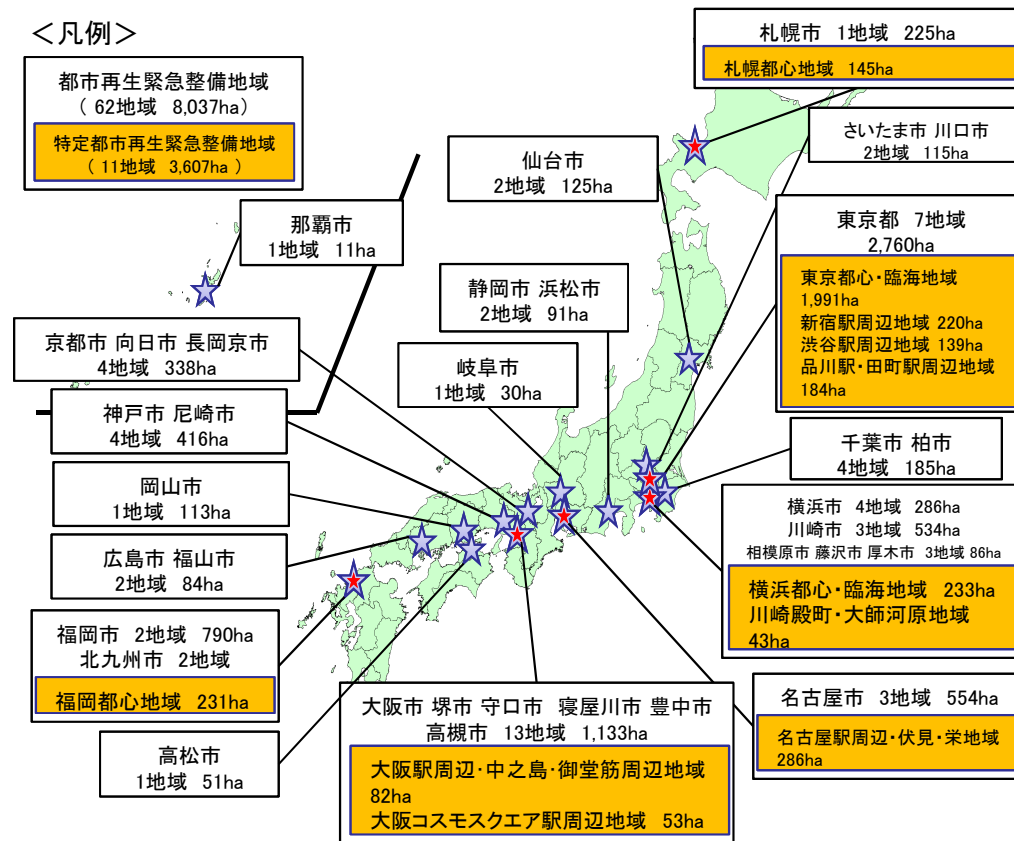 <凡例>
都市再生緊急整備地域
( 62地域 8,037ha)
特定都市再生緊急整備地域
( 11地域 3,607ha )
札幌市 1地域 225ha
札幌都心地域 145ha
さいたま市 川口市
2地域 115ha
仙台市
2地域 125ha
那覇市
1地域 11ha
東京都 7地域
2,760ha
東京都心・臨海地域
1,991ha
新宿駅周辺地域 220ha
渋谷駅周辺地域 139ha
品川駅・田町駅周辺地域
184ha
静岡市 浜松市
2地域 91ha
京都市 向日市 長岡京市
4地域 338ha
岐阜市
1地域 30ha
神戸市 尼崎市
4地域 416ha
千葉市 柏市
4地域 185ha
岡山市
1地域 113ha
横浜市 4地域 286ha
川崎市 3地域 534ha
相模原市 藤沢市 厚木市 3地域 86ha
横浜都心・臨海地域 233ha
川崎殿町・大師河原地域
43ha
広島市 福山市
2地域 84ha
福岡市 2地域 790ha
北九州市 2地域
福岡都心地域 231ha
高松市
1地域 51ha
大阪市 堺市 守口市 寝屋川市 豊中市
高槻市 13地域 1,133ha
大阪駅周辺・中之島・御堂筋周辺地域
82ha
大阪コスモスクエア駅周辺地域 53ha
名古屋市 3地域 554ha
名古屋駅周辺・伏見・栄地域
286ha